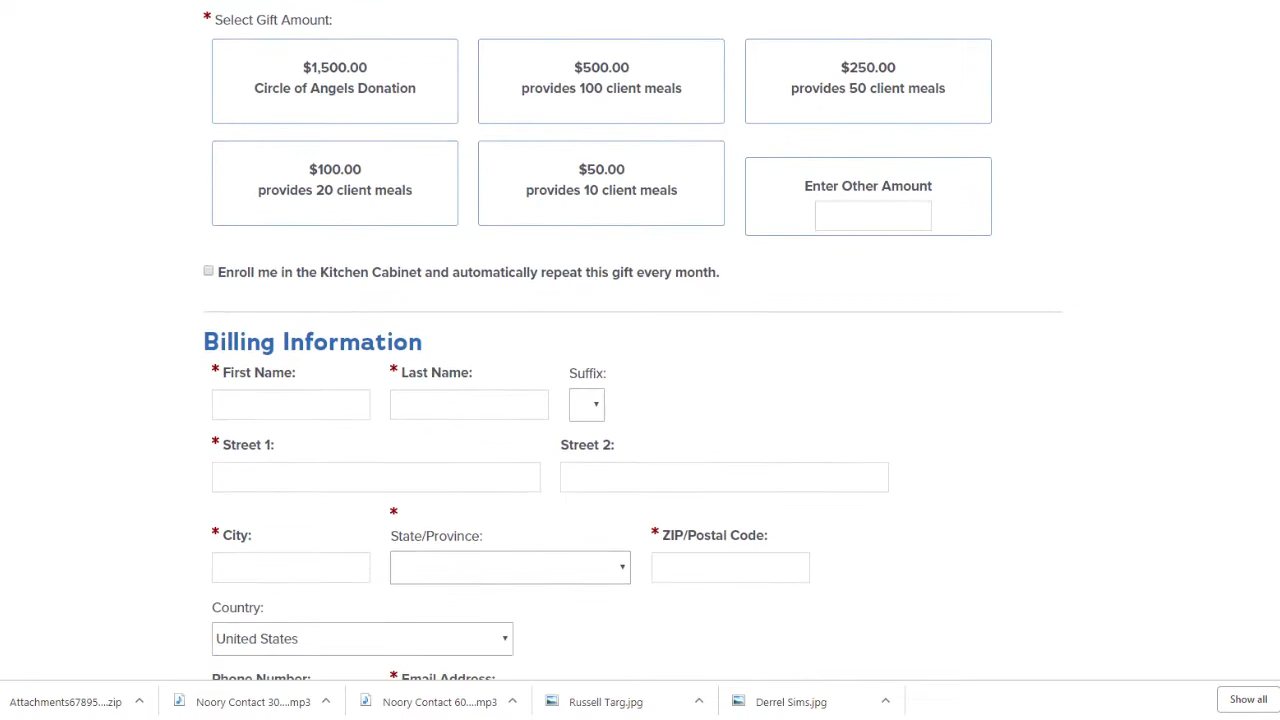 * Select Gift Amount:
$1,500.00
Circle of Angels Donation
$500.00
provides 100 client meals
$250.00
provides 50 client meals
$100.00
provides 20 client meals
$50.00
provides 10 client meals
Enter Other Amount
Enroll me in the Kitchen Cabinet and automatically repeat this gift every month.
Billing Information
* First Name:
* Last Name:
Suffix:
* Street 1:
Street 2:
* City:
*
State/Province:
* ZIP/Postal Code:
Country:
United States
Phone Number:
* Email Address:
Attachments67895....zip
Noory Contact 30....mp3
Noory Contact 60....mp3
Russell Targ.jpg
Derrel Sims.jpg
Show all